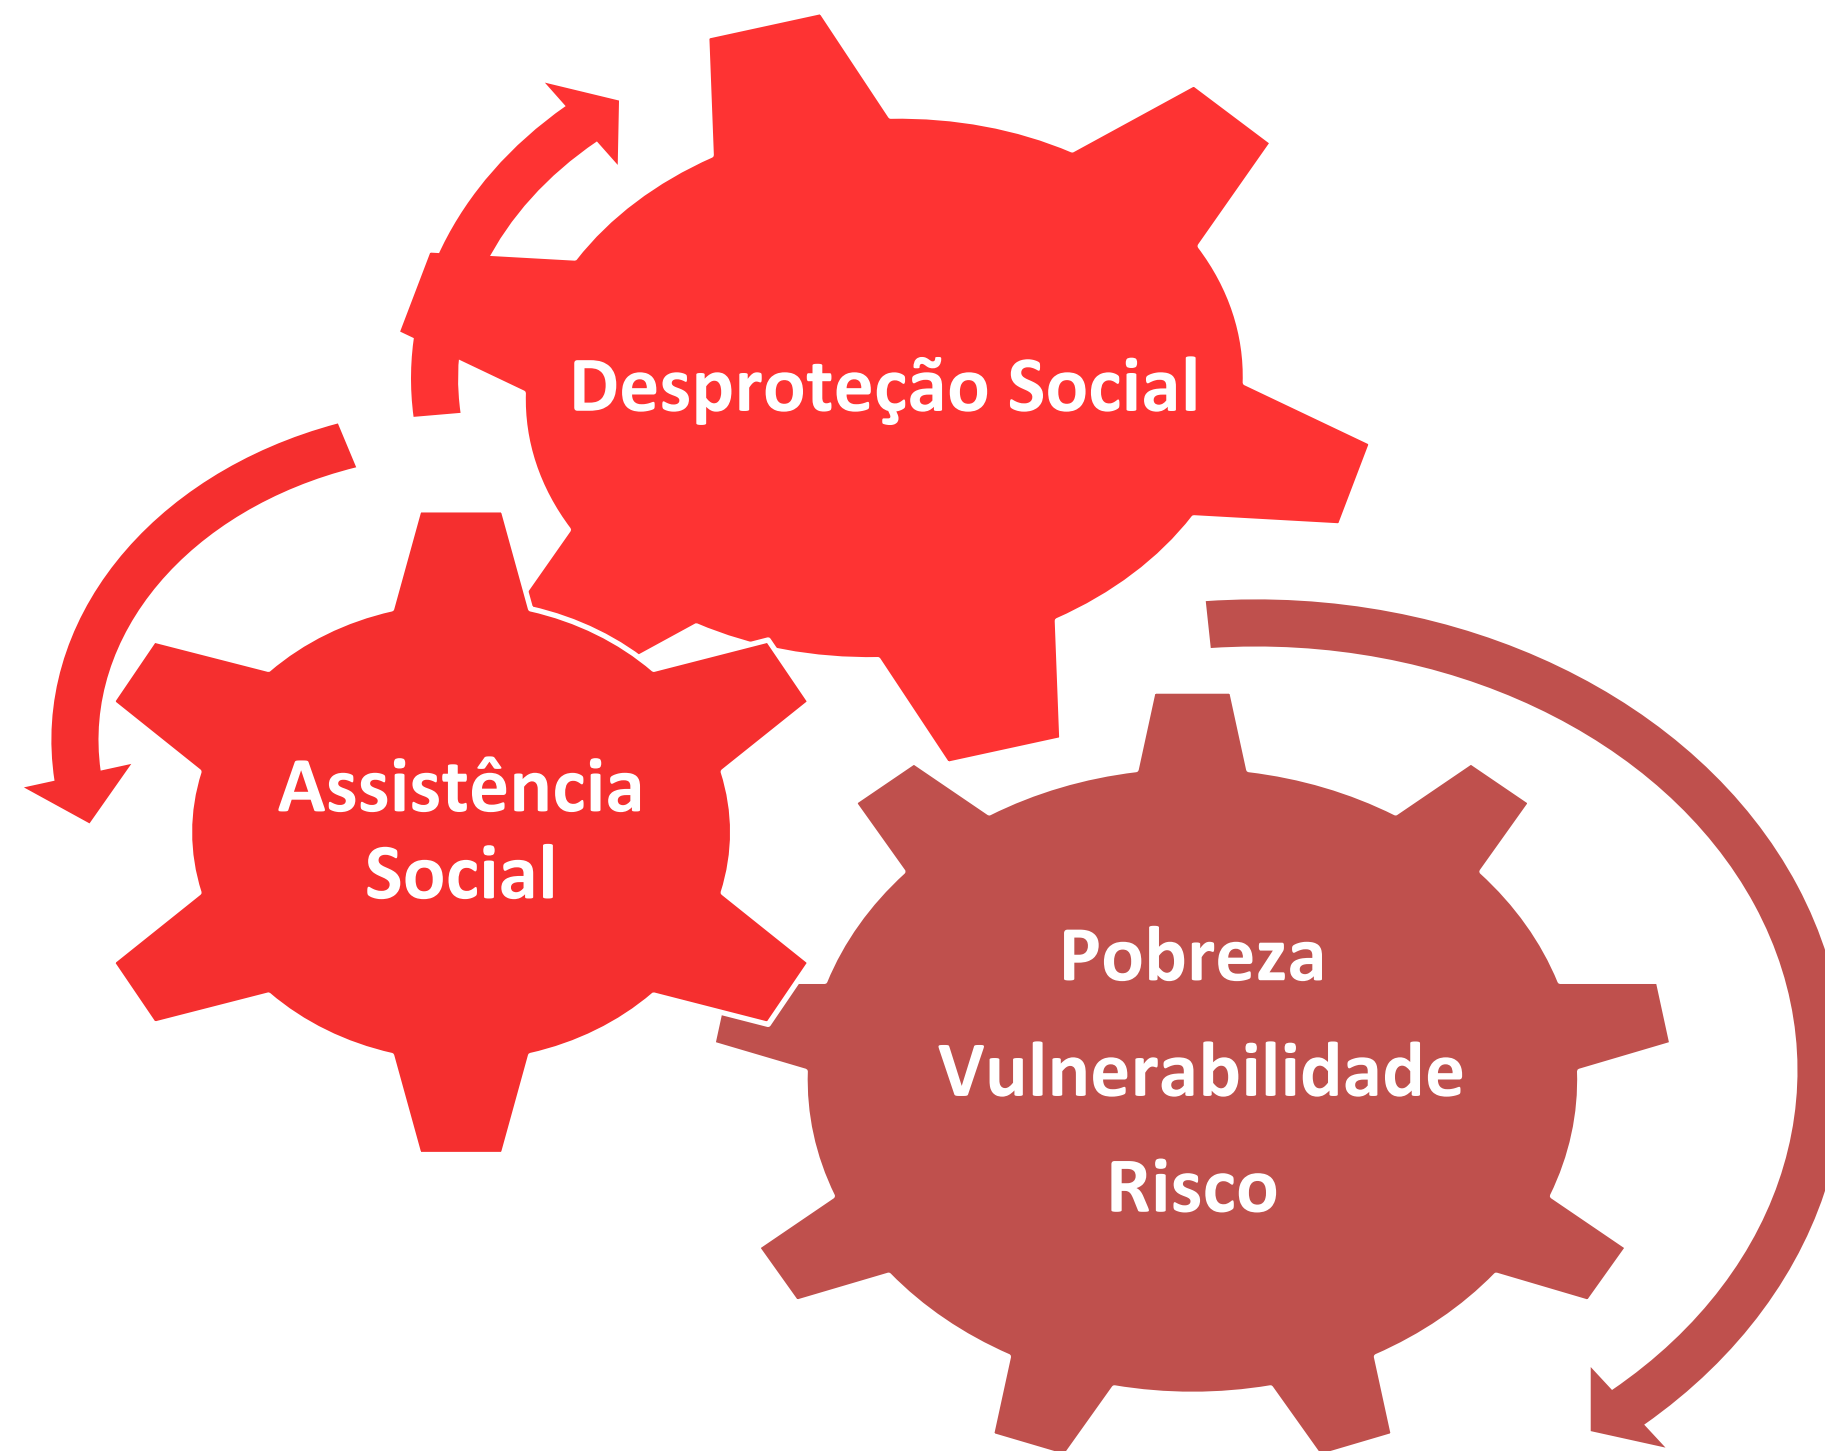 Desproteção Social
Assistência
Social
Pobreza
Vulnerabilidade
Risco